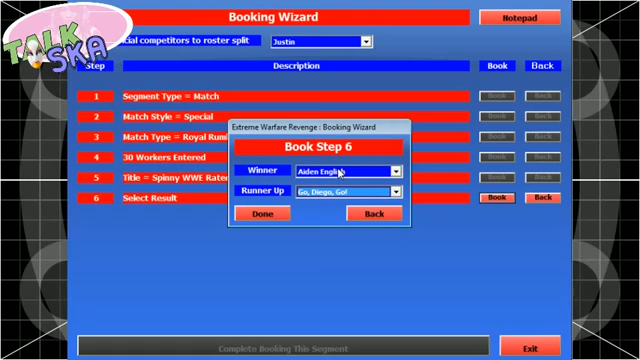 TALK
SKA
Booking Wizard
Notepad
cial competitors to roster split
Justin
Step
Description
Book
Back
1
Segment Type = Match
Book
Back
2
Match Style = Special
Book
Back
3
Match Type = Royal Rum
Book
Back
4
30 Workers Entered
Book
Back
5
Title = Spinny WWE Rate
Book
Back
6
Select Result
Book
Back
Extreme Warfare Revenge : Booking Wizard
Book Step 6
Winner
Aiden English
Runner Up
Go, Diego, Go!
Done
Back
Complete Booking This Segment
Exit